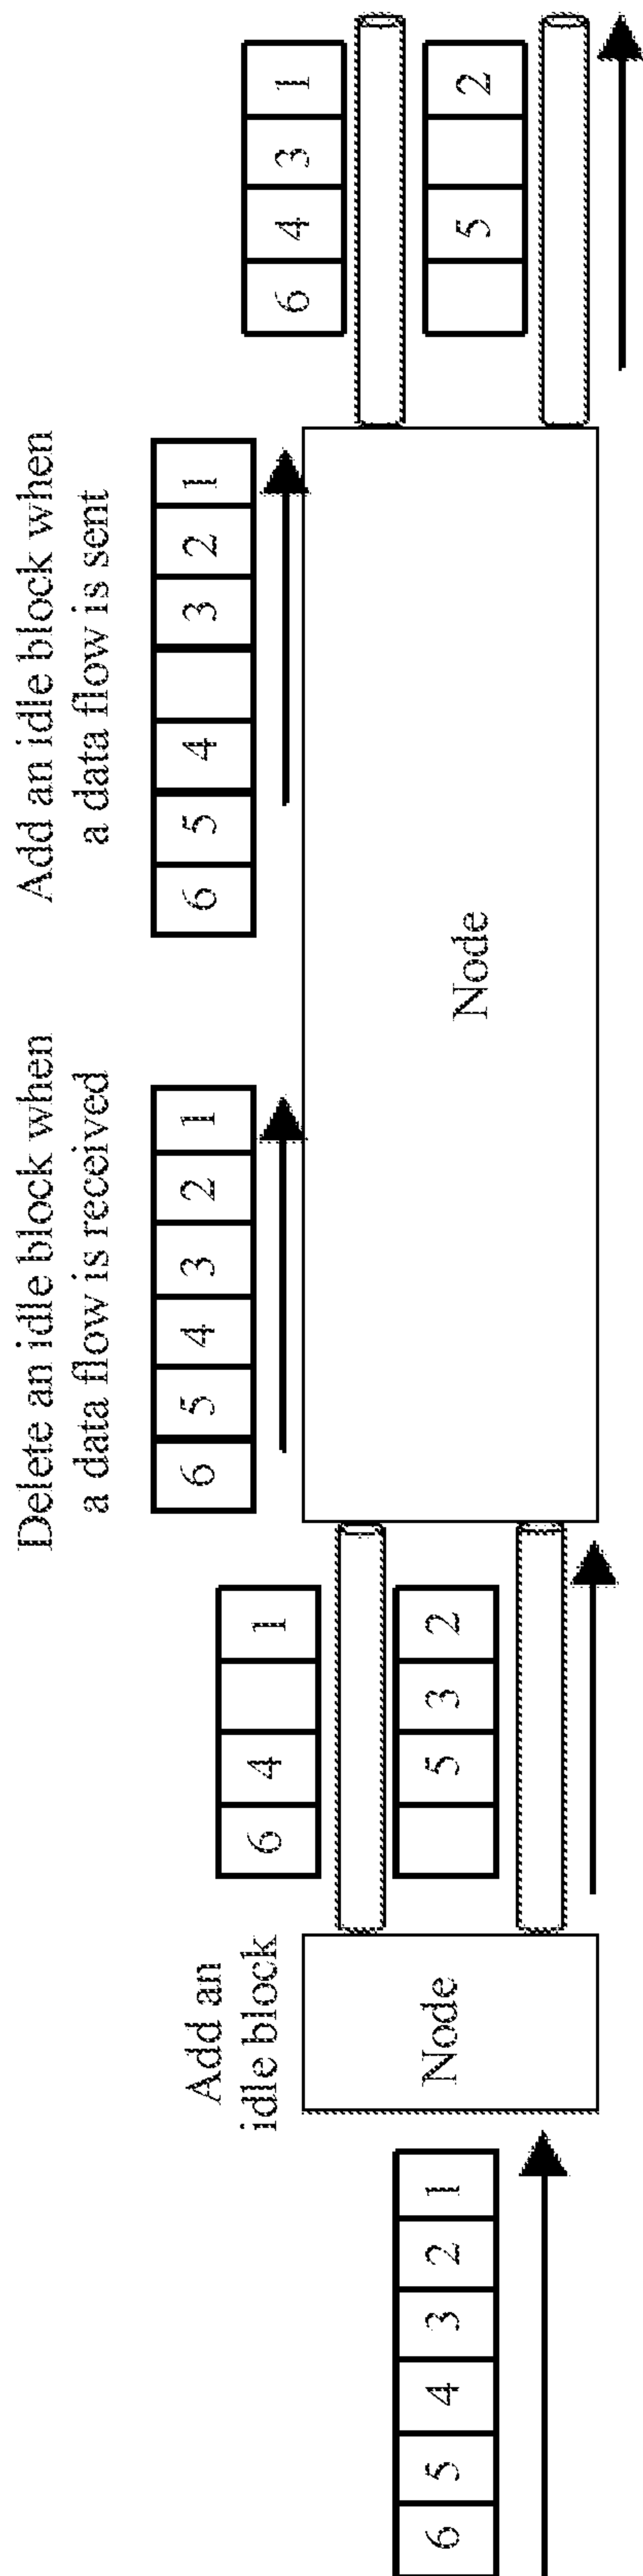 6 5 4 3 2 1
Add an
idle block
Node
6 4 1
5 3 2
Delete an idle block when
a data flow is received
6 5 4 3 2 1
Add an idle block when
a data flow is sent
6 5 4 3 2 1
Node
6 4 3 1
5 2